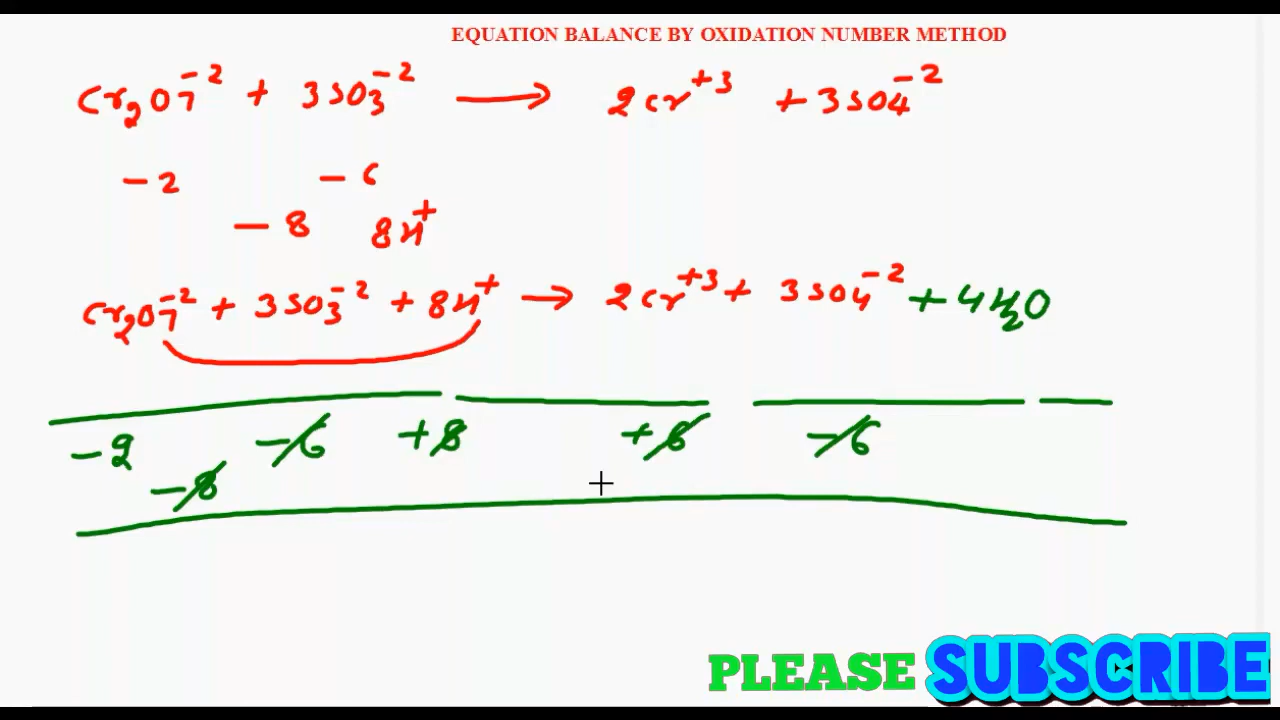 EQUATION BALANCE BY OXIDATION NUMBER METHOD
Cr₂O₇⁻² + 3SO₃⁻² ⟶ 2Cr⁺³ + 3SO₄⁻²
-2 -6
-8 8H⁺
Cr₂O₇⁻² + 3SO₃⁻² + 8H⁺ → 2Cr⁺³ + 3SO₄⁻² + 4H₂O
-2 -6 +8 +6 -6
-8
PLEASE SUBSCRIBE